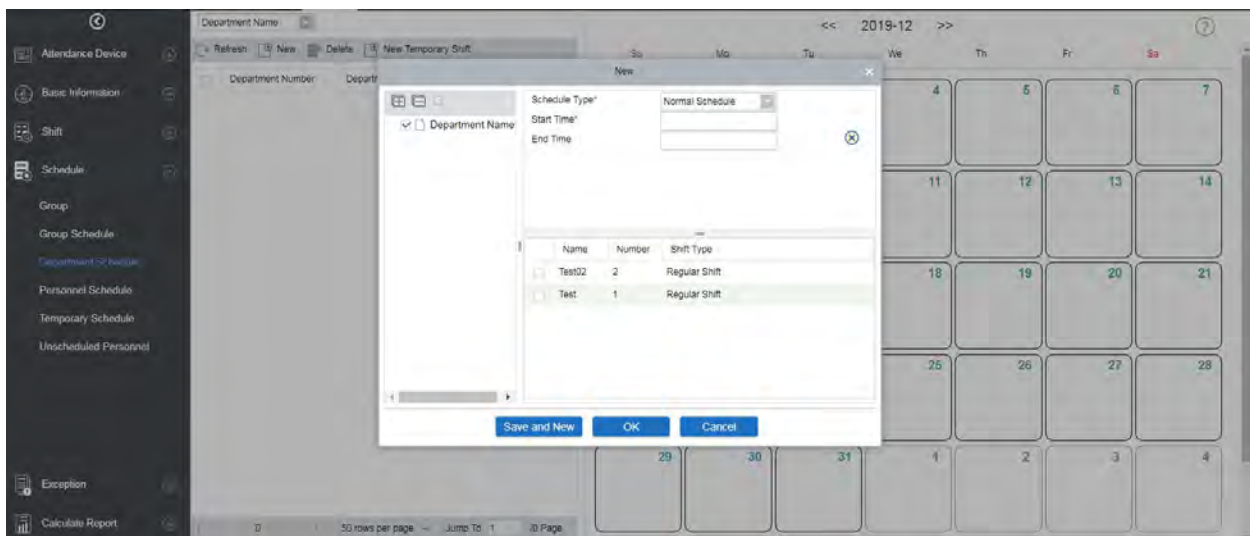 Department Name
<< 2019-12 >>
Attendance Device
Refresh New Delete New Temporary Shift
Su Mo Tu We Th Fr Sa
Department Number Departr
New
Basic Information
Shift
Schedule
Group
Group Schedule
Department Schedule
Personnel Schedule
Temporary Schedule
Unscheduled Personnel
Exception
Calculate Report
Department Name
Schedule Type* Normal Schedule
Start Time*
End Time
Name Number Shift Type
Test02 2 Regular Shift
Test 1 Regular Shift
Save and New OK Cancel
4 5 6 7
11 12 13 14
18 19 20 21
25 26 27 28
29 30 31 1 2 3 4
0 50 rows per page Jump To 1 /0 Page